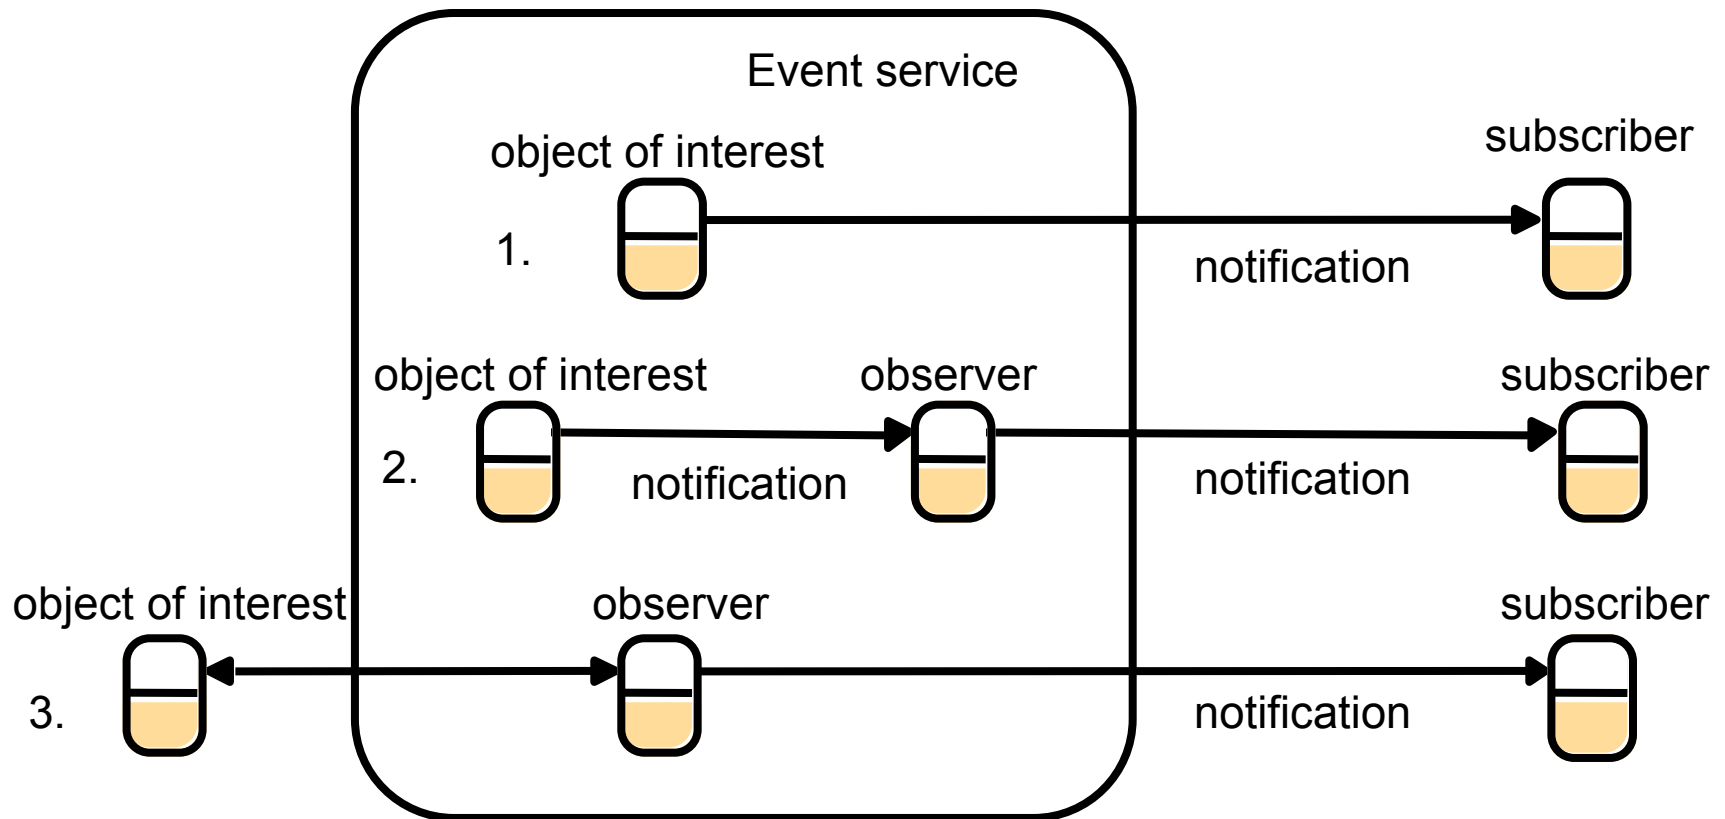 Event service
object of interest
subscriber
1.
notification
object of interest
observer
subscriber
2.
notification
notification
object of interest
observer
subscriber
3.
notification